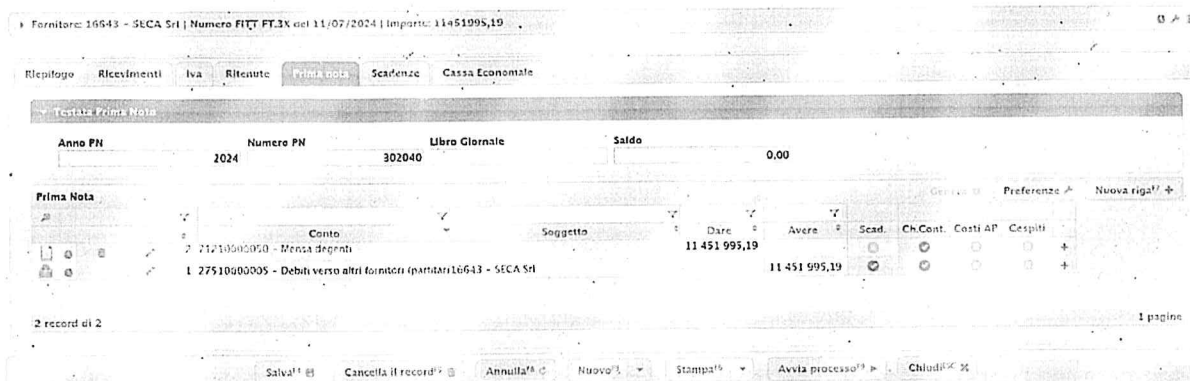 Fornitore: 16643 - SECA Srl | Numero FITT FT.3X del 11/07/2024 | Importo: 11451995,19
Riepilogo Ricevimenti Iva Ritenute Prima nota Scadenze Cassa Economale
Testata Prima Nota
Anno PN Numero PN Libro Giornale Saldo
2024 302040 0,00
Preferenze Nuova riga
Prima Nota
Conto Soggetto Dare Avere Scad. Ch.Cont. Costi AP Cespiti
2 71210000050 - Mensa degenti 11 451 995,19
1 27510000005 - Debiti verso altri fornitori (partitari 16643 - SECA Srl 11 451 995,19
2 record di 2 1 pagine
Salva Cancella il record Annulla Nuovo Stampa Avvia processo Chiudi